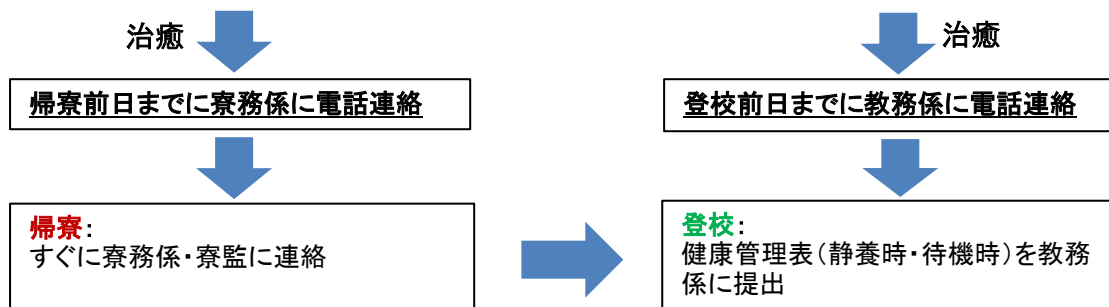 治癒
帰寮前日までに寮務係に電話連絡
帰寮：
すぐに寮務係・寮監に連絡
治癒
登校前日までに教務係に電話連絡
登校：
健康管理表（静養時・待機時）を教務
係に提出